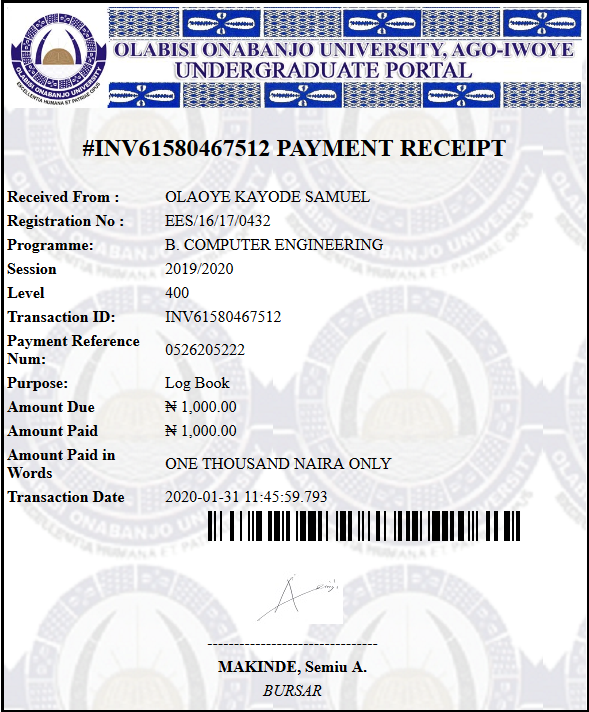 OLABISI ONABANJO UNIVERSITY, AGO-IWOYE
UNDERGRADUATE PORTAL
OLABISI ONABANJO UNIVERSITY
EXCELLENTIA HUMANA ET PATRIAE OPUS
#INV61580467512 PAYMENT RECEIPT
Received From : OLAOYE KAYODE SAMUEL
Registration No : EES/16/17/0432
Programme: B. COMPUTER ENGINEERING
Session 2019/2020
Level 400
Transaction ID: INV61580467512
Payment Reference
Num: 0526205222
Purpose: Log Book
Amount Due ₦ 1,000.00
Amount Paid ₦ 1,000.00
Amount Paid in
Words ONE THOUSAND NAIRA ONLY
Transaction Date 2020-01-31 11:45:59.793
MAKINDE, Semiu A.
BURSAR